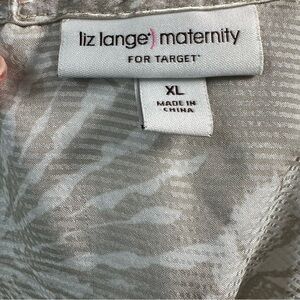 liz lange) maternity
FOR TARGET®
XL
MADE IN
CHINA